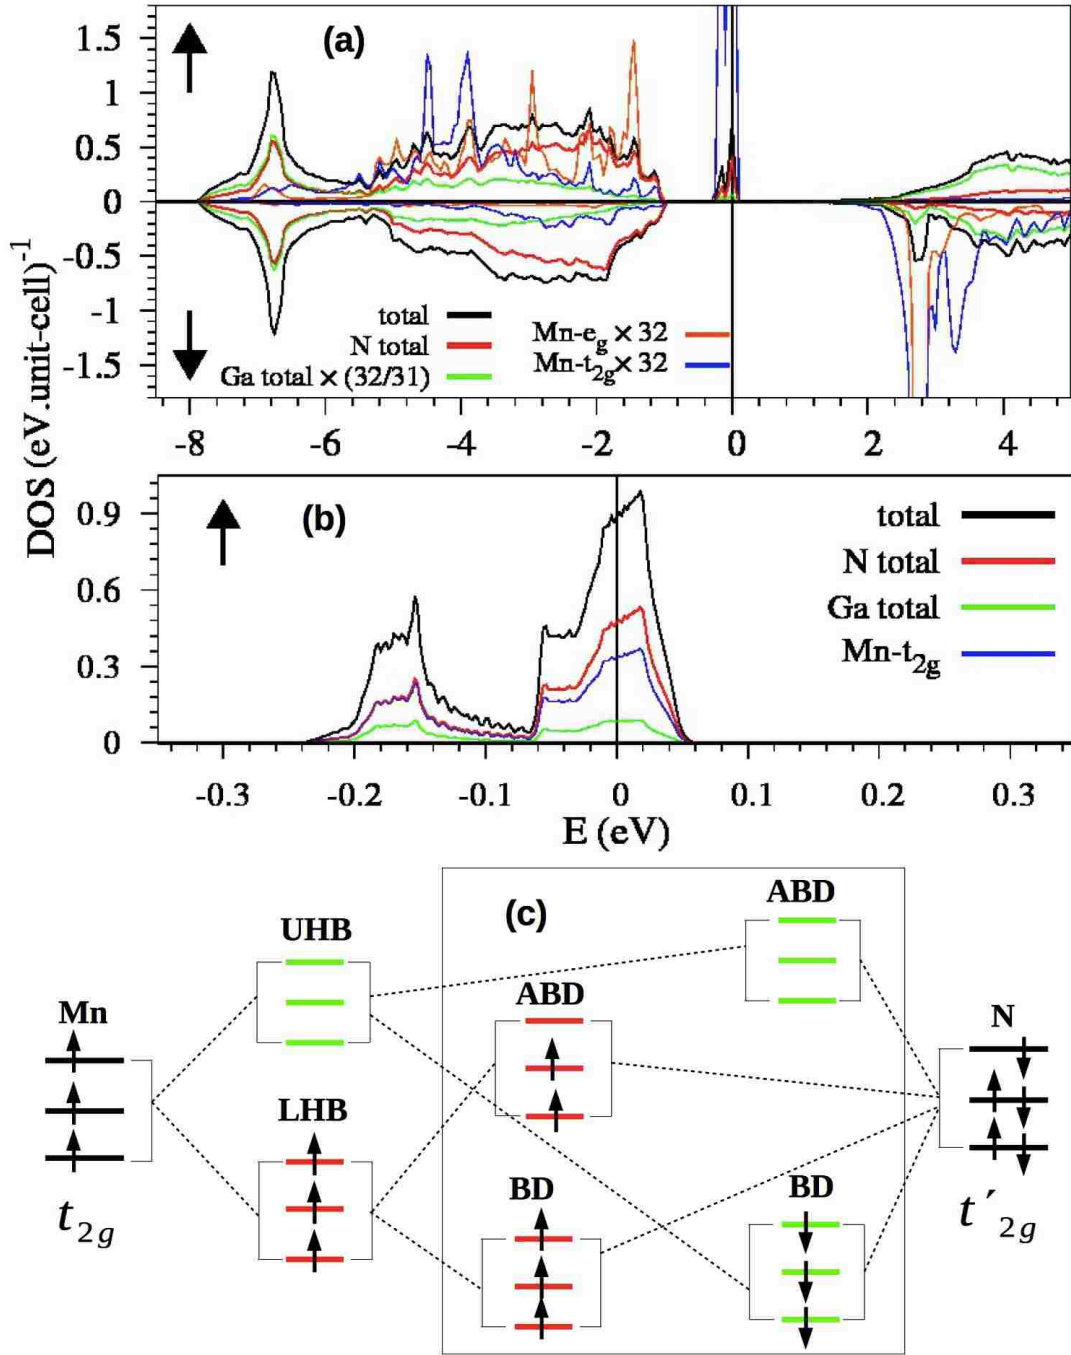 DOS (eV.unit-cell)⁻¹
(a)
1.5
1
0.5
0
-0.5
-1
-1.5
total
N total
Ga total × (32/31)
Mn-e_g × 32
Mn-t_2g × 32
-8 -6 -4 -2 0 2 4
(b)
0.9
0.6
0.3
0
total
N total
Ga total
Mn-t_2g
-0.3 -0.2 -0.1 0 0.1 0.2 0.3
E (eV)
(c)
ABD
UHB
ABD
Mn
N
LHB
BD
BD
t_2g
t′_2g